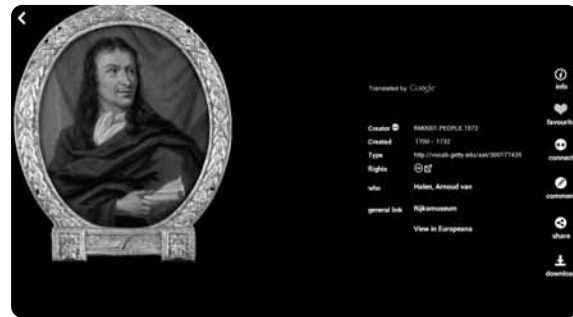 Translated by Google
Creator RM0001.PEOPLE.1572
Created 1700 - 1732
Type http://vocab.getty.edu/aat/300177435
Rights
who Halen, Arnoud van
general link Rijksmuseum
View in Europeana
info
favourite
connect
commen
share
download